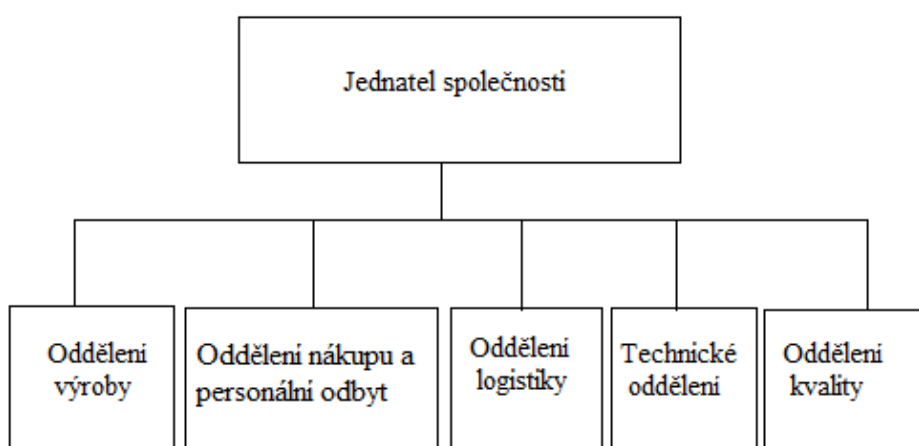 Jednatel společnosti
Oddělení
výroby
Oddělení nákupu a
personální odbyt
Oddělení
logistiky
Technické
oddělení
Oddělení
kvality